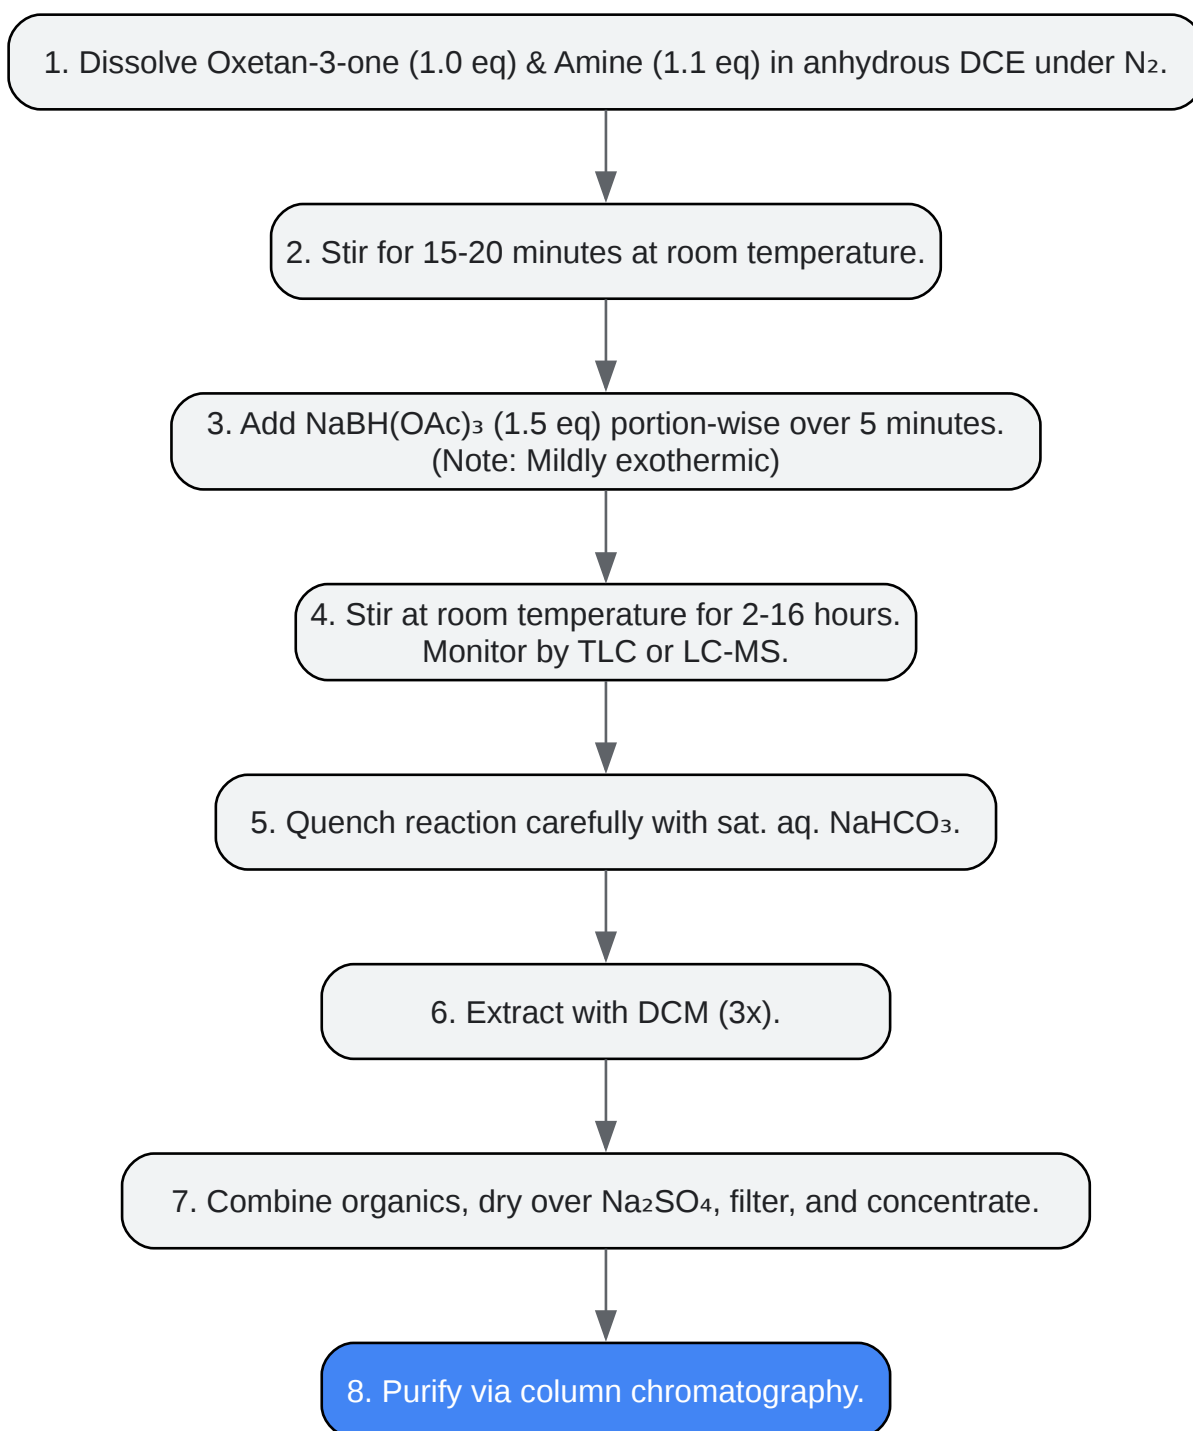 1. Dissolve Oxetan-3-one (1.0 eq) & Amine (1.1 eq) in anhydrous DCE under N₂.
2. Stir for 15-20 minutes at room temperature.
3. Add NaBH(OAc)₃ (1.5 eq) portion-wise over 5 minutes.
(Note: Mildly exothermic)
4. Stir at room temperature for 2-16 hours.
Monitor by TLC or LC-MS.
5. Quench reaction carefully with sat. aq. NaHCO₃.
6. Extract with DCM (3x).
7. Combine organics, dry over Na₂SO₄, filter, and concentrate.
8. Purify via column chromatography.